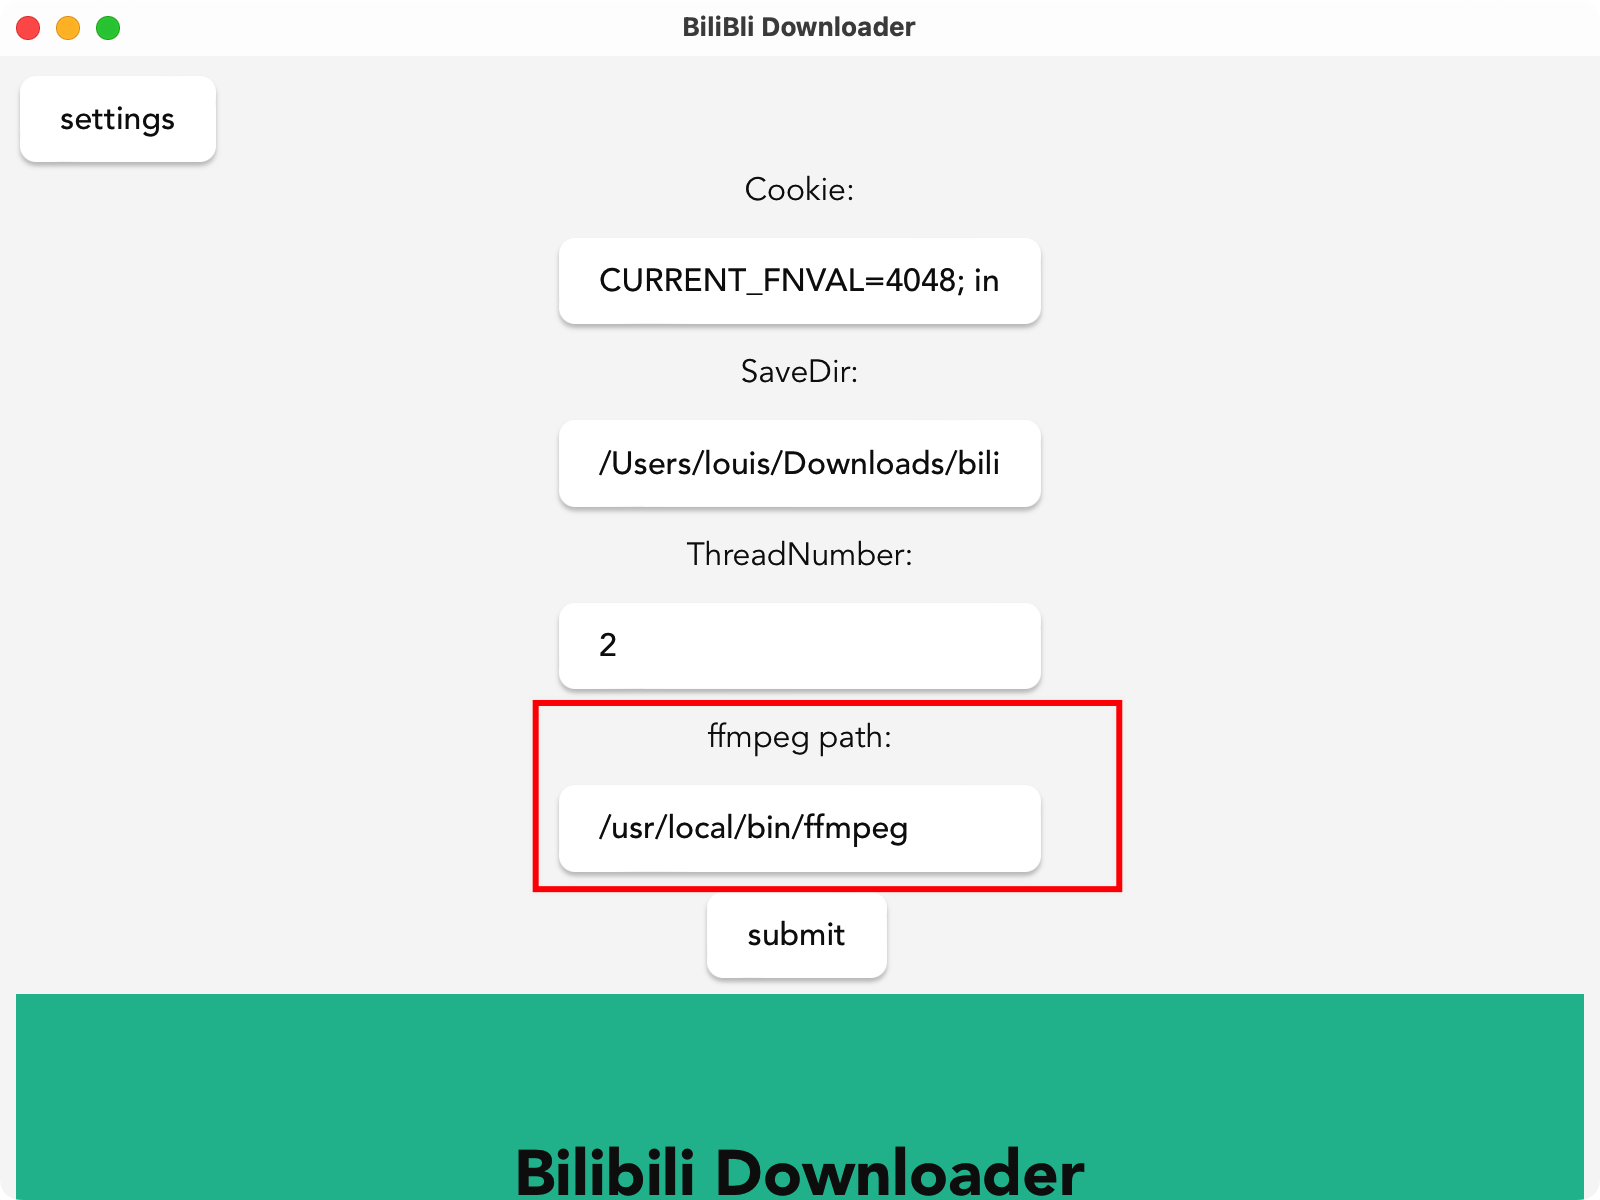 BiliBli Downloader
settings
Cookie:
CURRENT_FNVAL=4048; in
SaveDir:
/Users/louis/Downloads/bili
ThreadNumber:
2
ffmpeg path:
/usr/local/bin/ffmpeg
submit
Bilibili Downloader